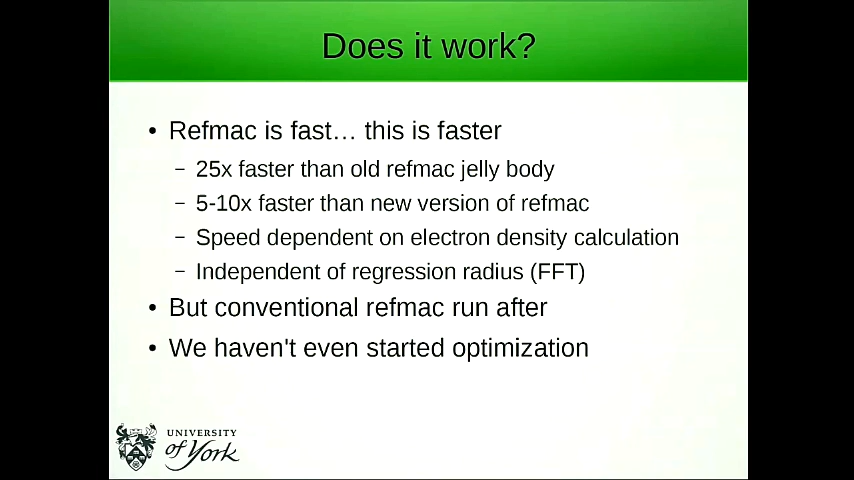 Does it work?
• Refmac is fast… this is faster
– 25x faster than old refmac jelly body
– 5-10x faster than new version of refmac
– Speed dependent on electron density calculation
– Independent of regression radius (FFT)
• But conventional refmac run after
• We haven't even started optimization
UNIVERSITY
of York